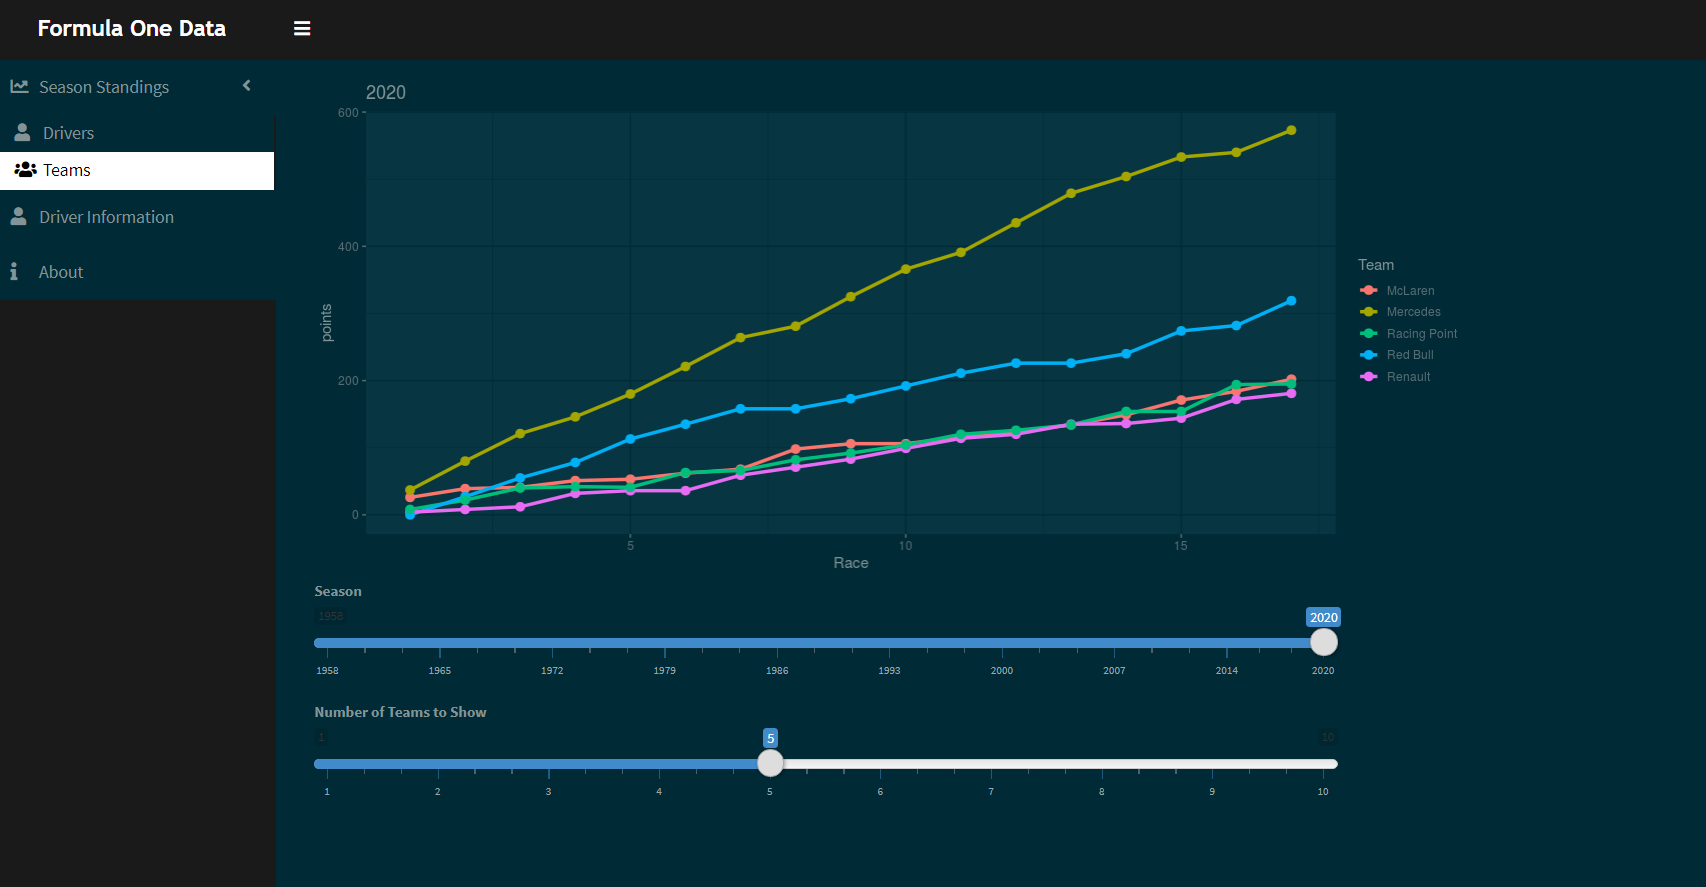 Formula One Data
Season Standings
Drivers
Teams
Driver Information
About
2020
600
400
200
0
points
5
10
15
Race
Team
McLaren
Mercedes
Racing Point
Red Bull
Renault
Season
1958
2020
1958 1965 1972 1979 1986 1993 2000 2007 2014 2020
Number of Teams to Show
1
5
10
1 2 3 4 5 6 7 8 9 10